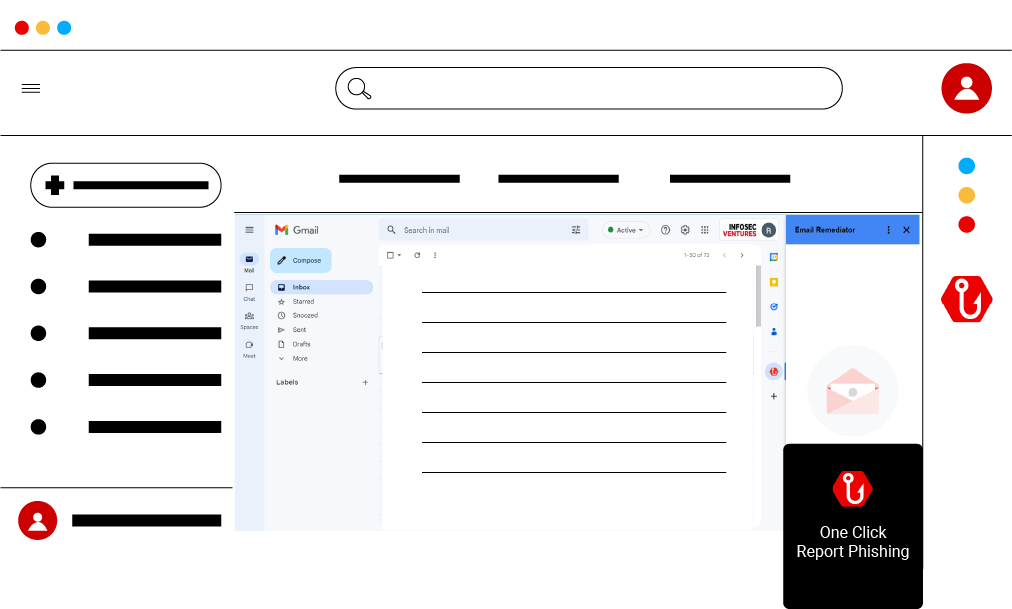 Gmail
Search in mail
Active
INFOSEC
VENTURES
R
Email Remediator
Compose
1–50 of 73
Mail
Inbox
Chat
Starred
Snoozed
Spaces
Sent
Drafts
Meet
More
Labels
One Click
Report Phishing